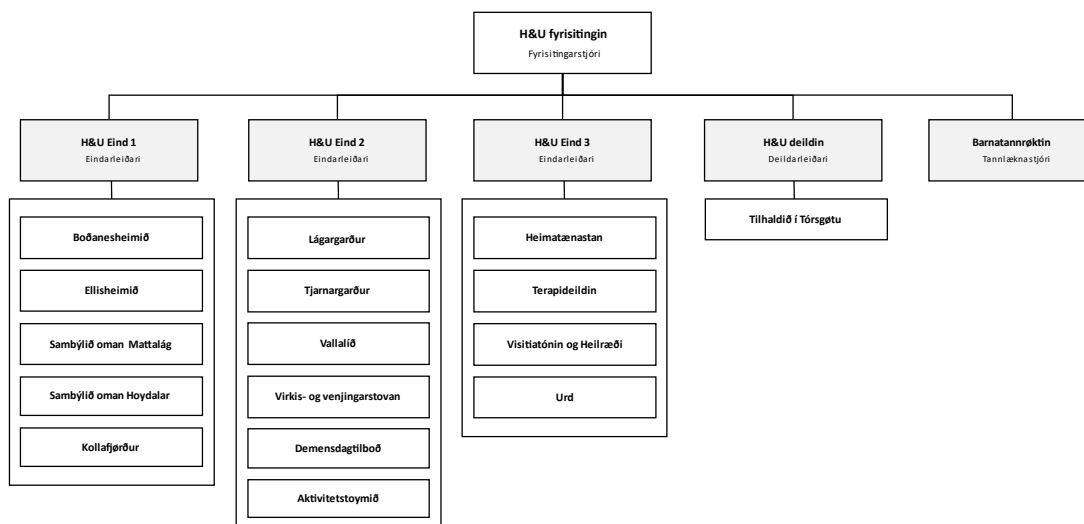 H&U fyrisitingin
Fyrisitingarstjóri
H&U Eind 1
Eindarleiðari
H&U Eind 2
Eindarleiðari
H&U Eind 3
Eindarleiðari
H&U deildin
Deildarleiðari
Barnatannrøktin
Tannlæknastjóri
Boðanesheimið
Ellisheimið
Sambýlið oman Mattalág
Sambýlið oman Hoydalar
Kollafjørður
Lágargarður
Tjarnargarður
Vallalíð
Virkis- og venjingarstovan
Demensdagtilboð
Aktivitetstoymið
Heimatænastan
Terapideildin
Visitiatónin og Heilræði
Urd
Tilhaldið í Tórsgøtu